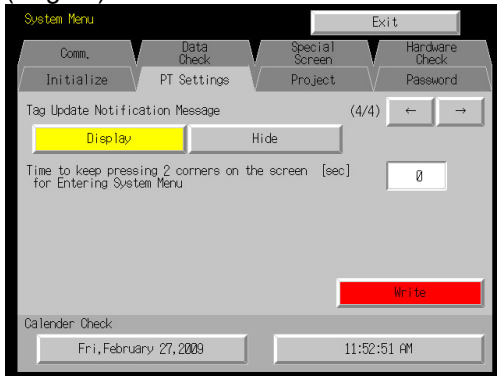 System Menu
Exit
Comm.
Data Check
Special Screen
Hardware Check
Initialize
PT Settings
Project
Password
Tag Update Notification Message
(4/4)
←
→
Display
Hide
Time to keep pressing 2 corners on the screen [sec]
for Entering System Menu
0
Write
Calender Check
Fri,February 27,2009
11:52:51 AM